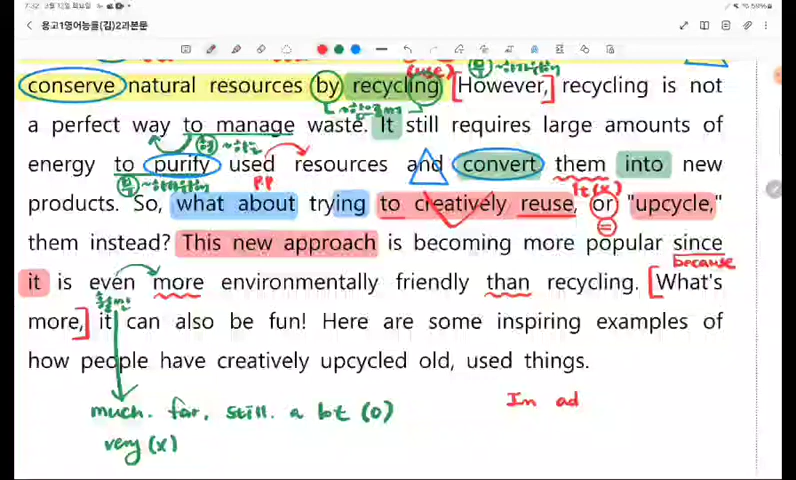 용고1영어능률(김)2과본문
(use)
conserve natural resources by recycling [However,] recycling is not
a perfect way to manage waste. It still requires large amounts of
energy to purify used resources and convert them into new
PP
it(x)
products. So, what about trying to creatively reuse, or "upcycle,"
=
them instead? This new approach is becoming more popular since
because
it is even more environmentally friendly than recycling. [What's
more,] it can also be fun! Here are some inspiring examples of
how people have creatively upcycled old, used things.
much. far, still. a lot (O)
In ad
very (x)